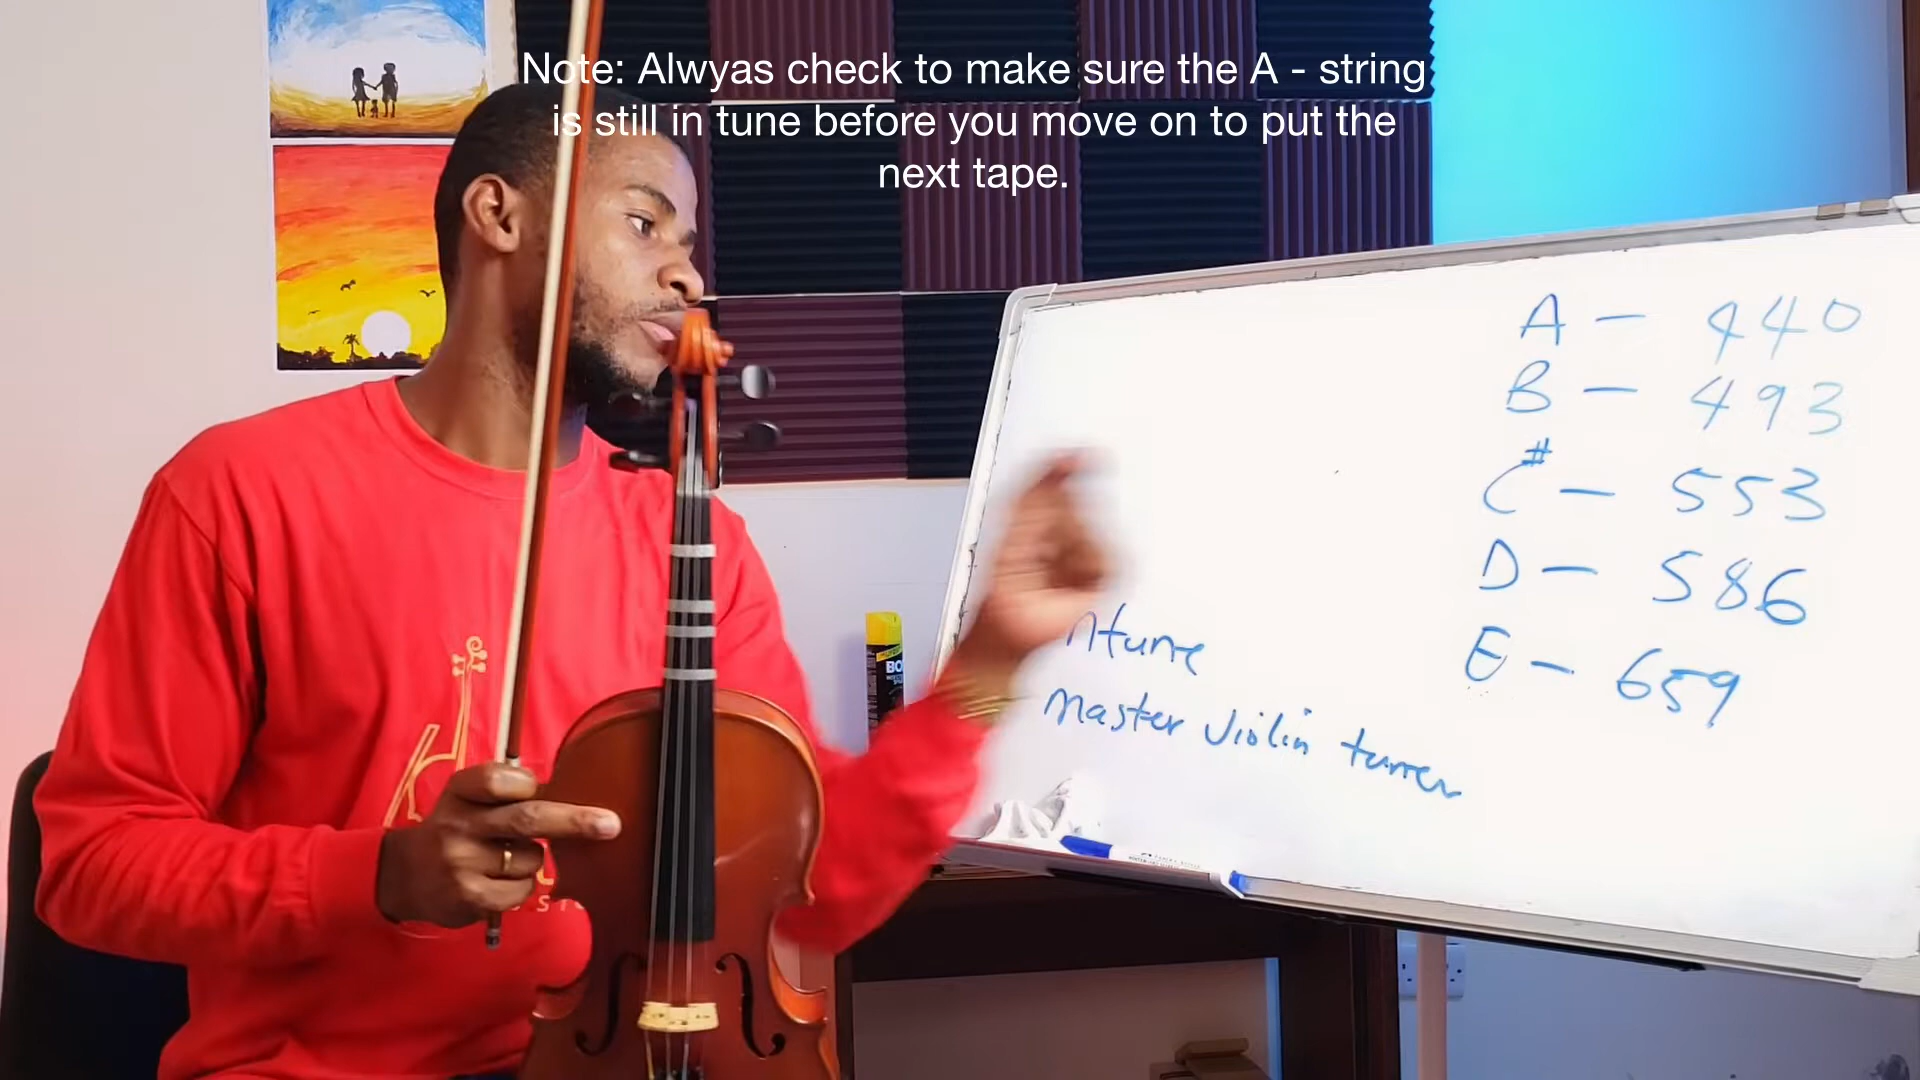 Note: Alwyas check to make sure the A - string
is still in tune before you move on to put the
next tape.
A - 440
B - 493
C# - 553
D - 586
E - 659
ntune
master violin tuner
BO